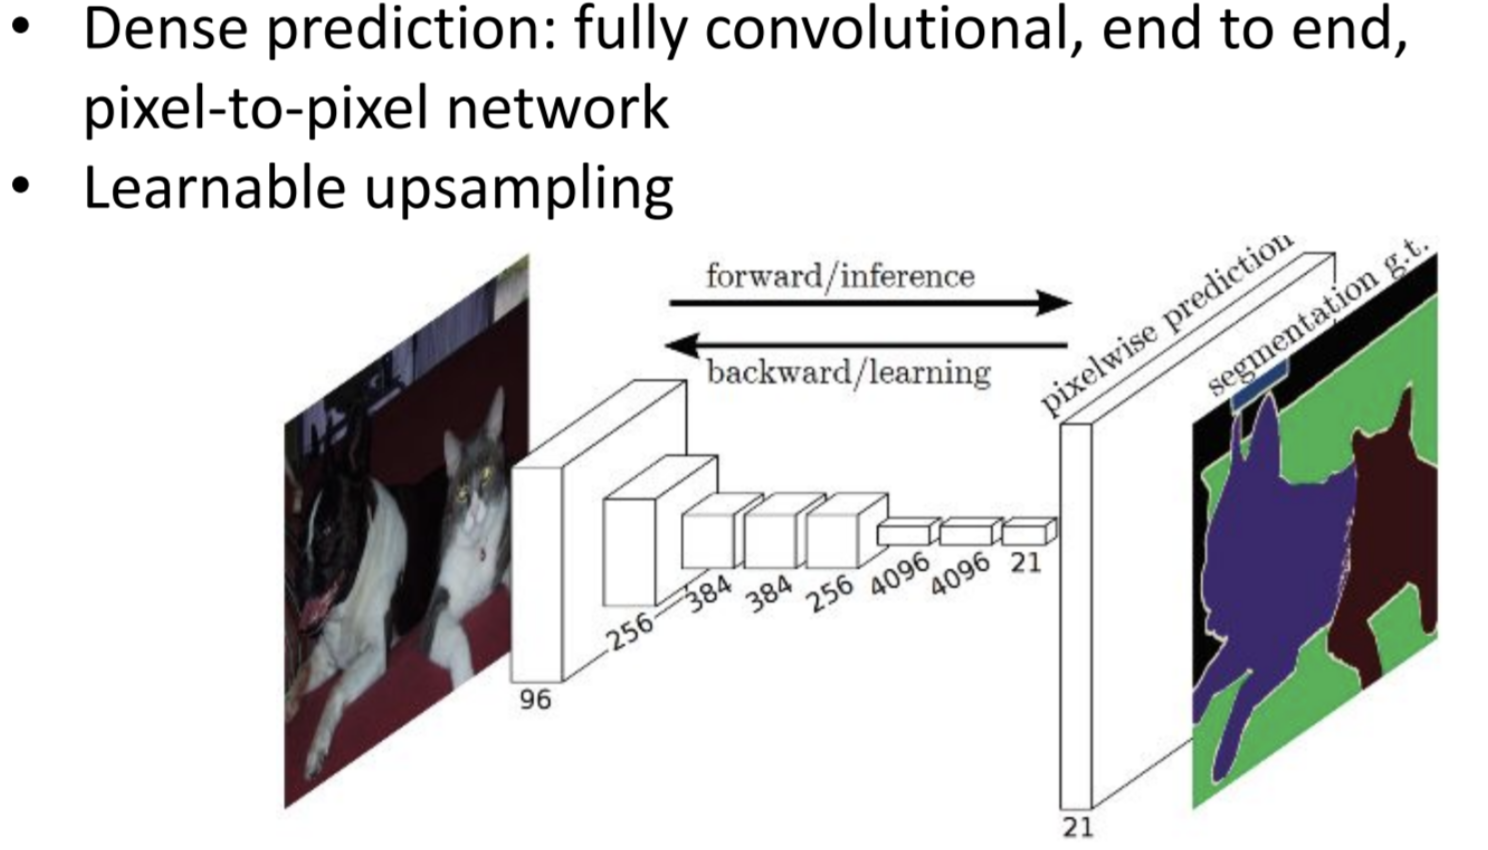 • Dense prediction: fully convolutional, end to end,
pixel-to-pixel network
• Learnable upsampling
forward/inference
backward/learning
pixelwise prediction
segmentation g.t.
96
256
384
384
256
4096
4096
21
21